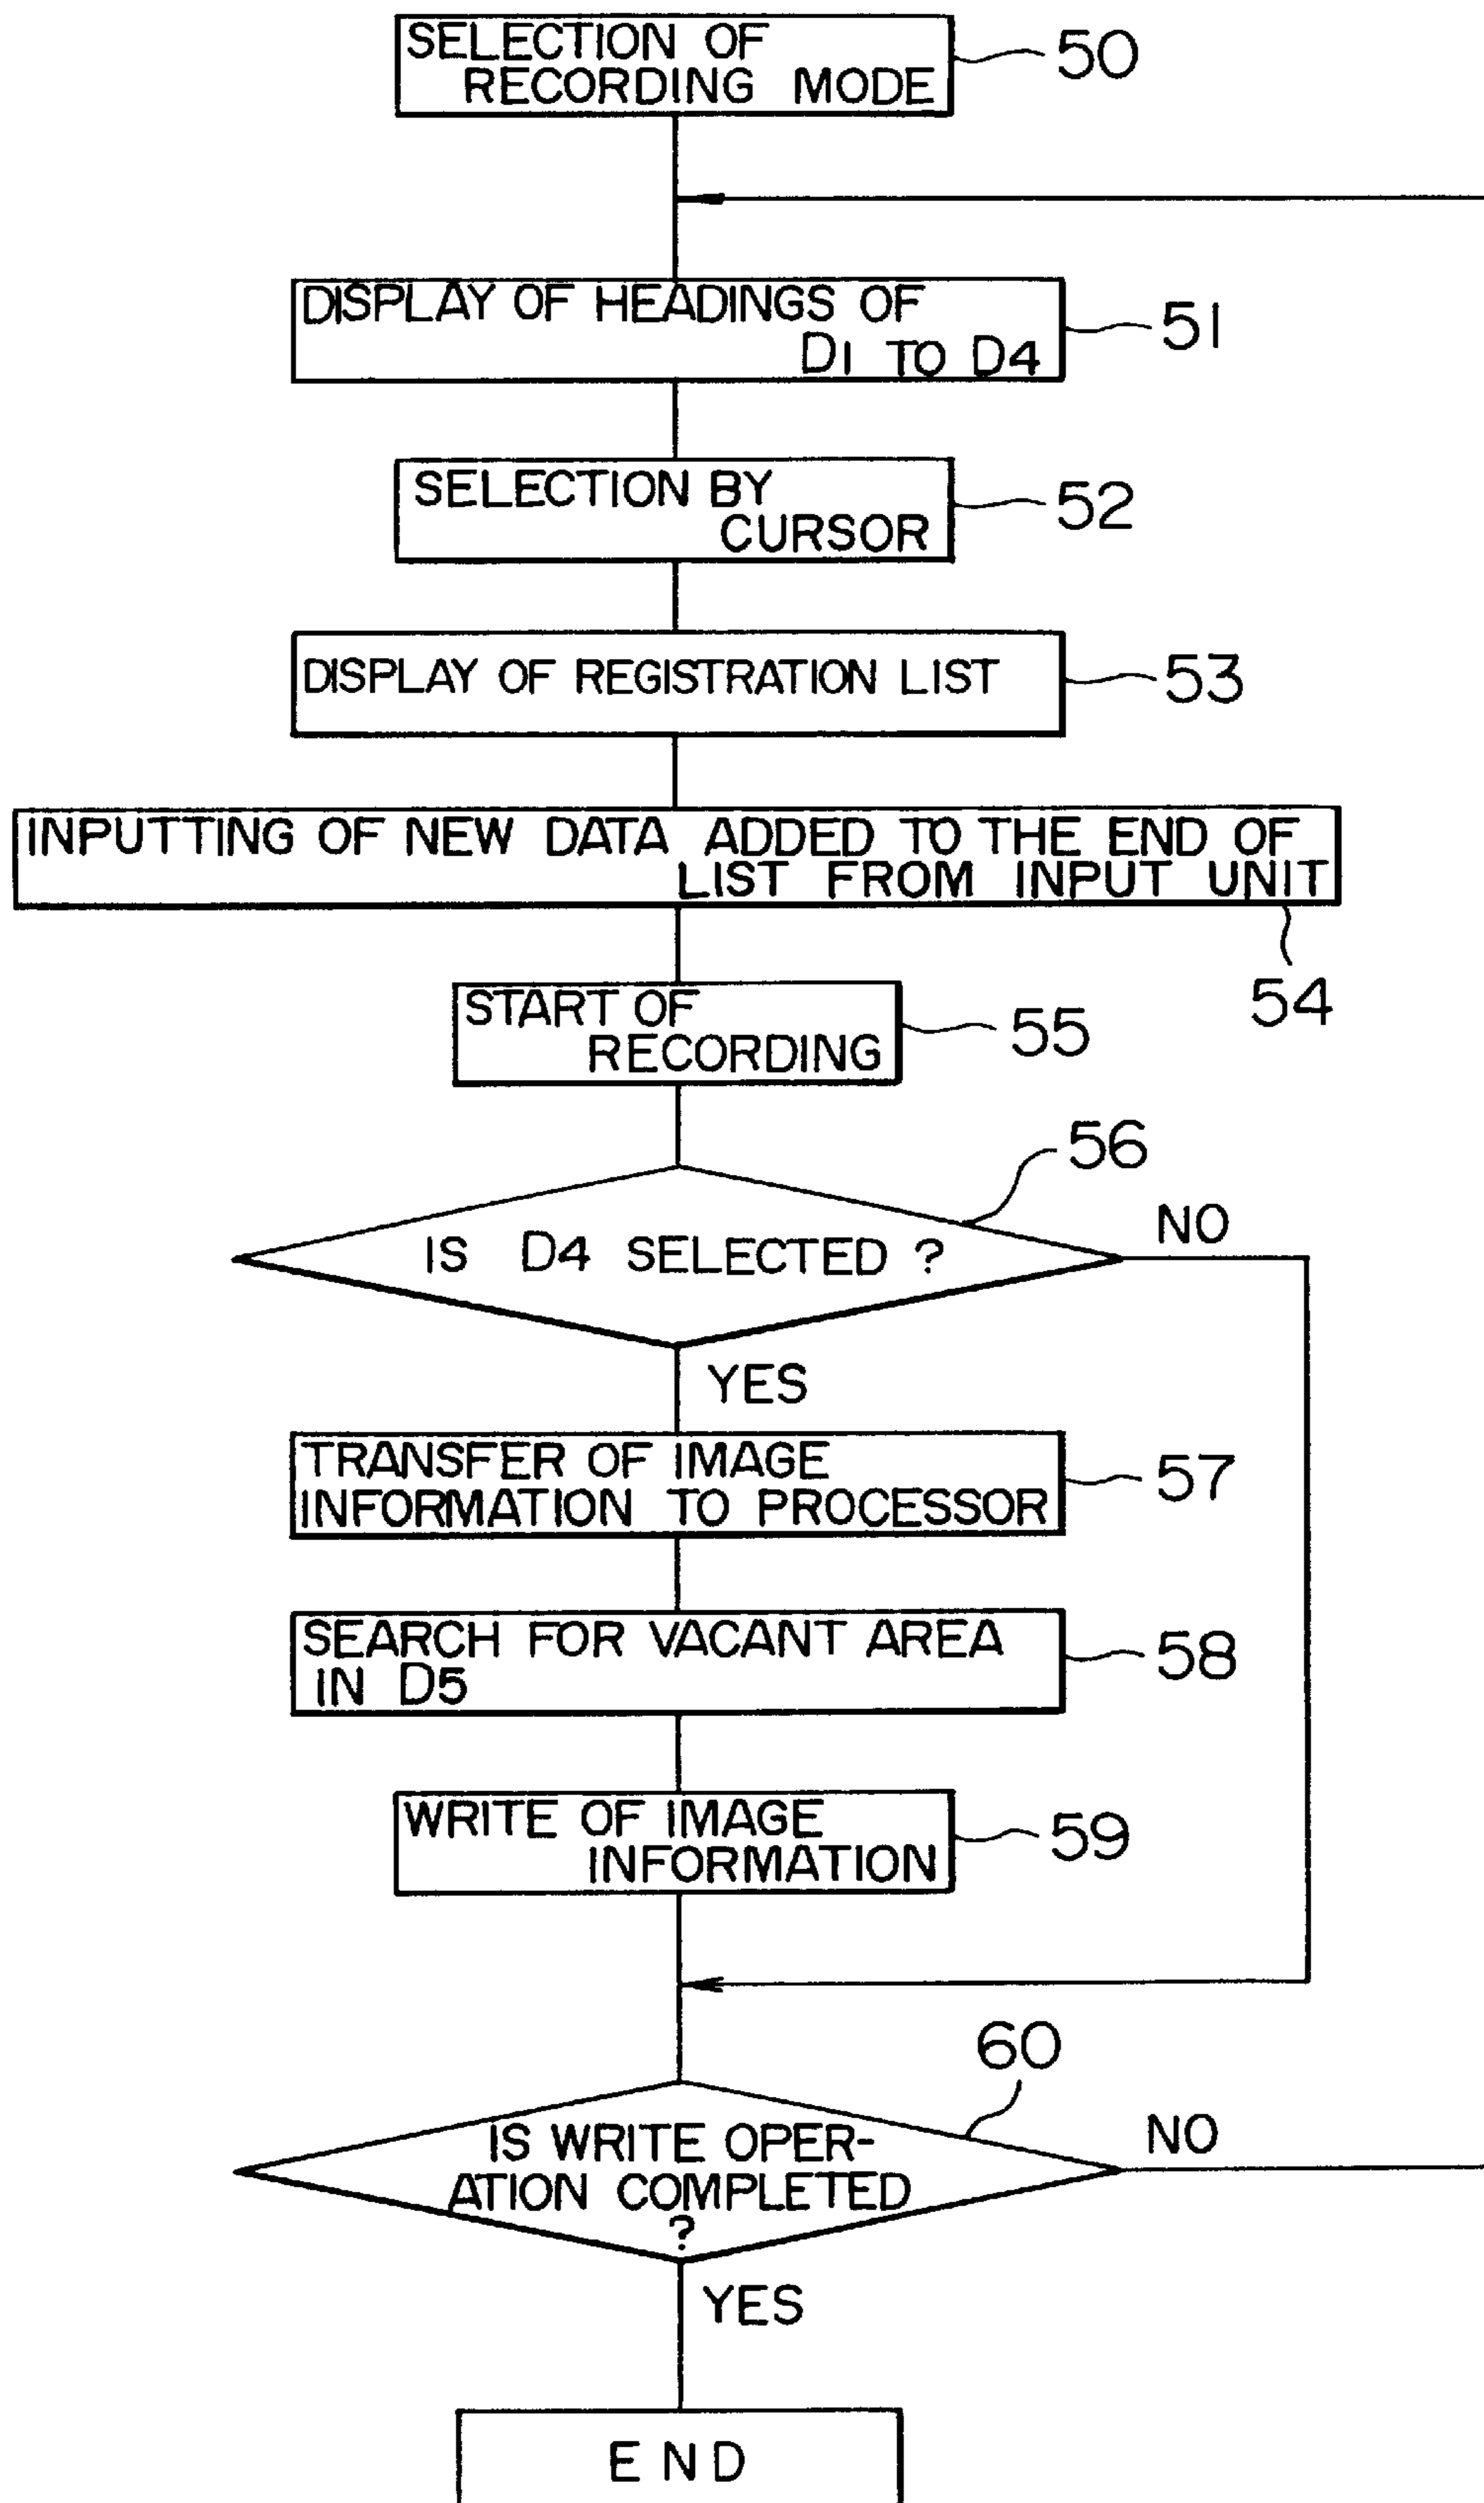 SELECTION OF
RECORDING MODE
50
DISPLAY OF HEADINGS OF
D1 TO D4
51
SELECTION BY
CURSOR
52
DISPLAY OF REGISTRATION LIST
53
INPUTTING OF NEW DATA ADDED TO THE END OF
LIST FROM INPUT UNIT
54
START OF
RECORDING
55
56
IS D4 SELECTED ?
NO
YES
TRANSFER OF IMAGE
INFORMATION TO PROCESSOR
57
SEARCH FOR VACANT AREA
IN D5
58
WRITE OF IMAGE
INFORMATION
59
60
IS WRITE OPER-
ATION COMPLETED
?
NO
YES
END